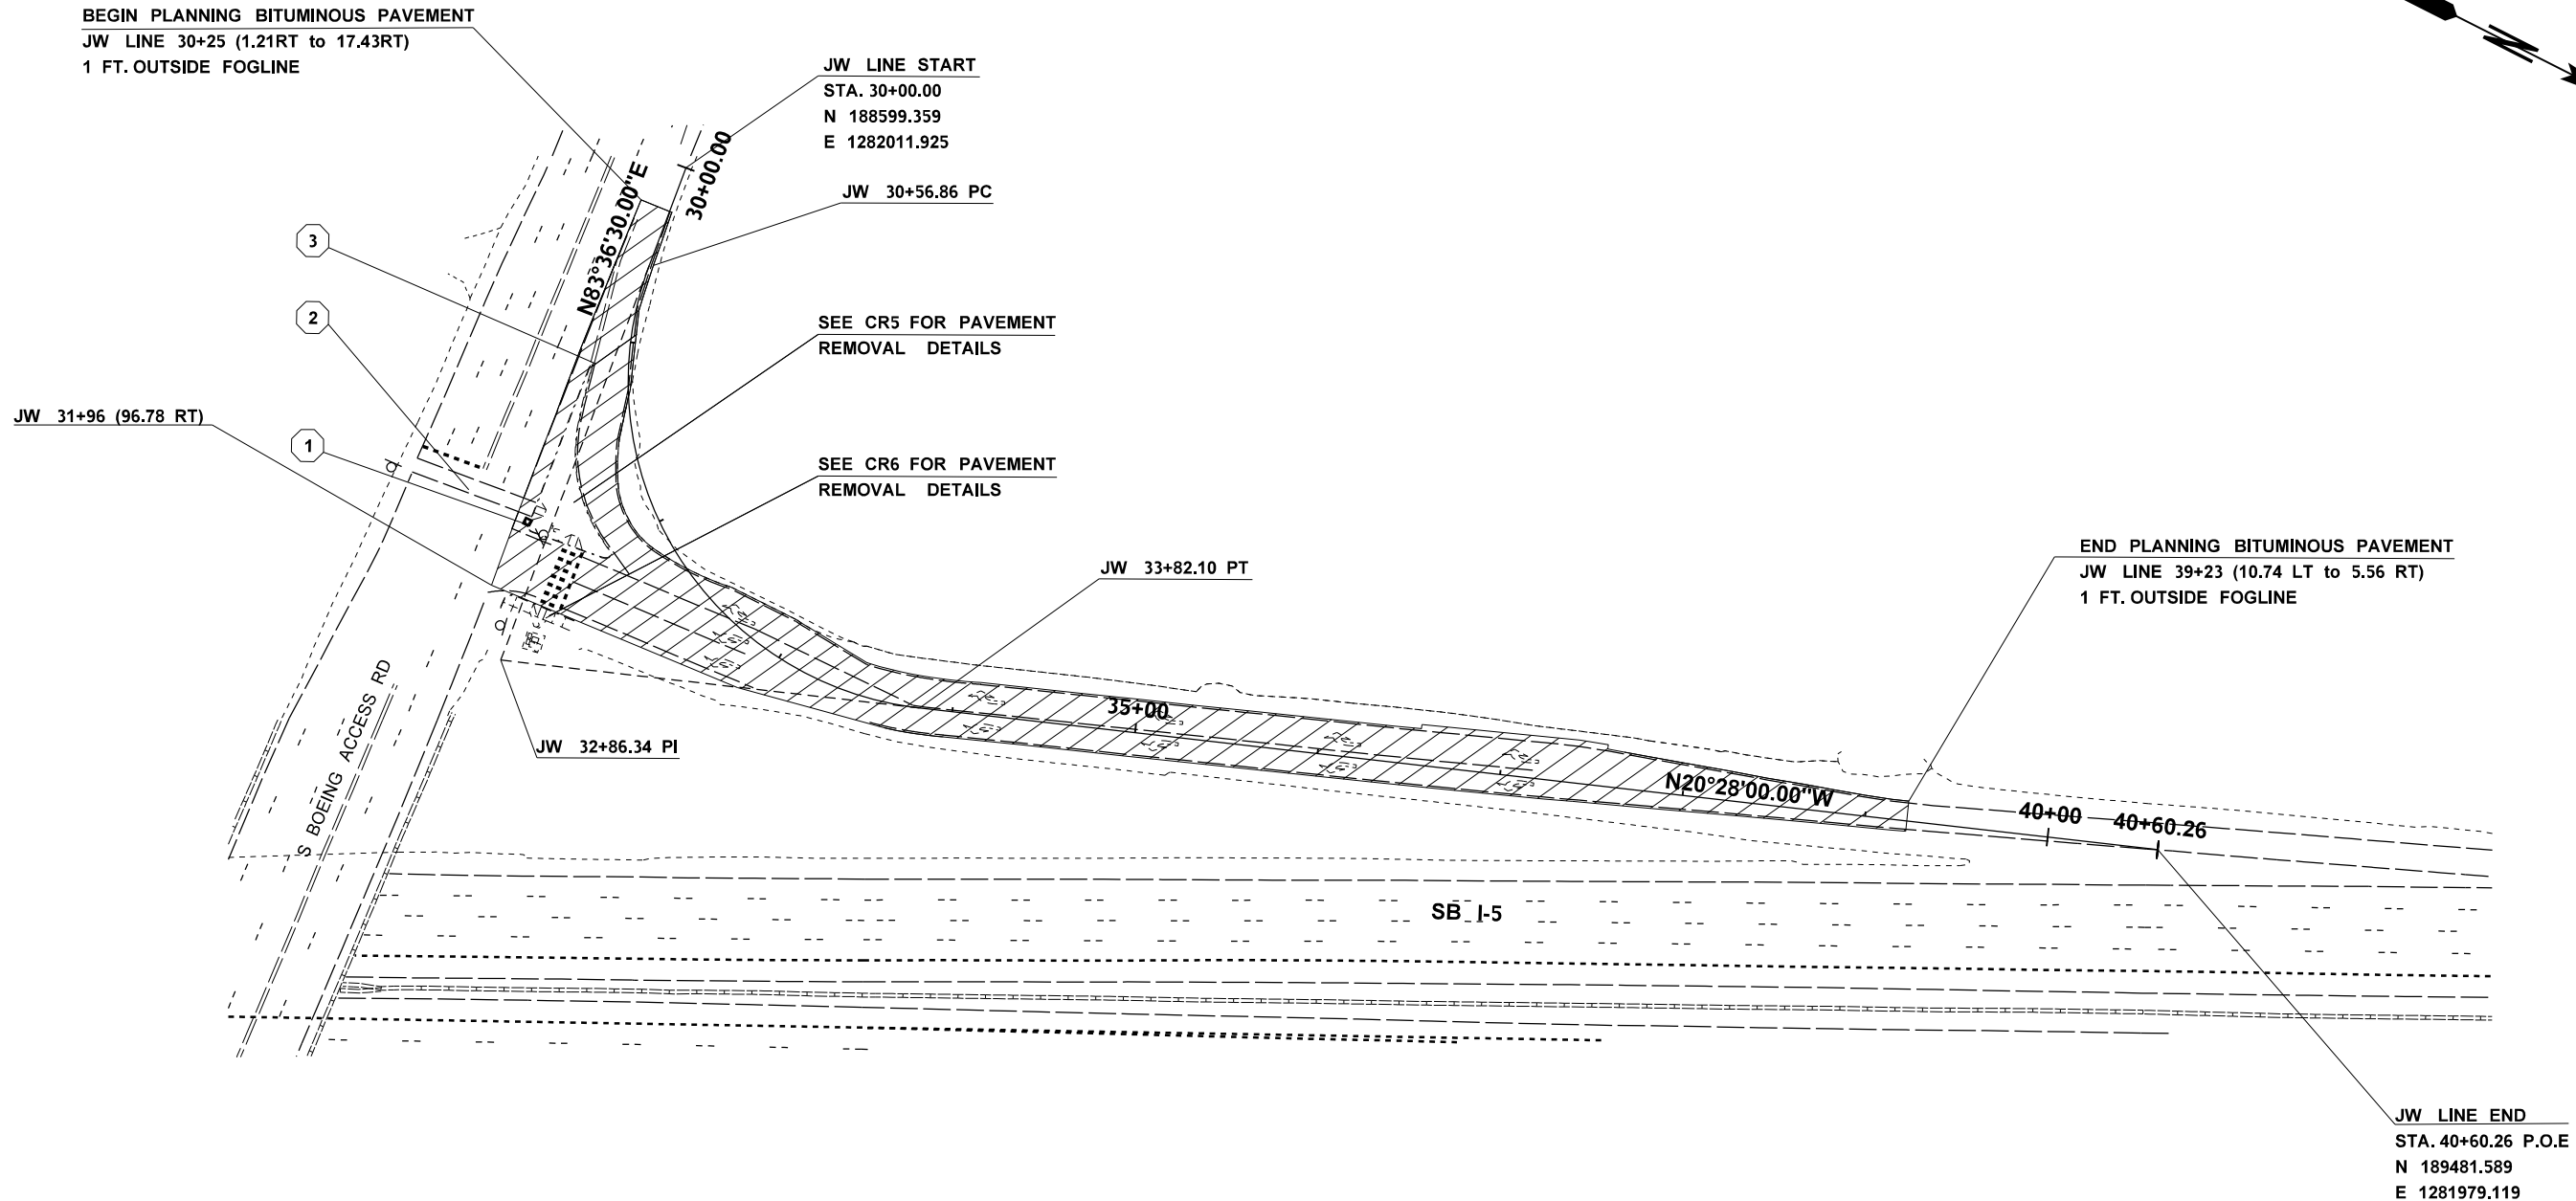 BEGIN PLANNING BITUMINOUS PAVEMENT
JW LINE 30+25 (1.21RT to 17.43RT)
1 FT. OUTSIDE FOGLINE
N
JW LINE START
STA. 30+00.00
N 188599.359
E 1282011.925
30+00.00
JW 30+56.86 PC
N83°36'30.00"E
3
2
SEE CR5 FOR PAVEMENT
REMOVAL DETAILS
JW 31+96 (96.78 RT)
1
SEE CR6 FOR PAVEMENT
REMOVAL DETAILS
JW 33+82.10 PT
END PLANNING BITUMINOUS PAVEMENT
JW LINE 39+23 (10.74 LT to 5.56 RT)
1 FT. OUTSIDE FOGLINE
35+00
JW 32+86.34 PI
S BOEING ACCESS RD
N20°28'00.00"W
40+00
40+60.26
SB I-5
JW LINE END
STA. 40+60.26 P.O.E
N 189481.589
E 1281979.119